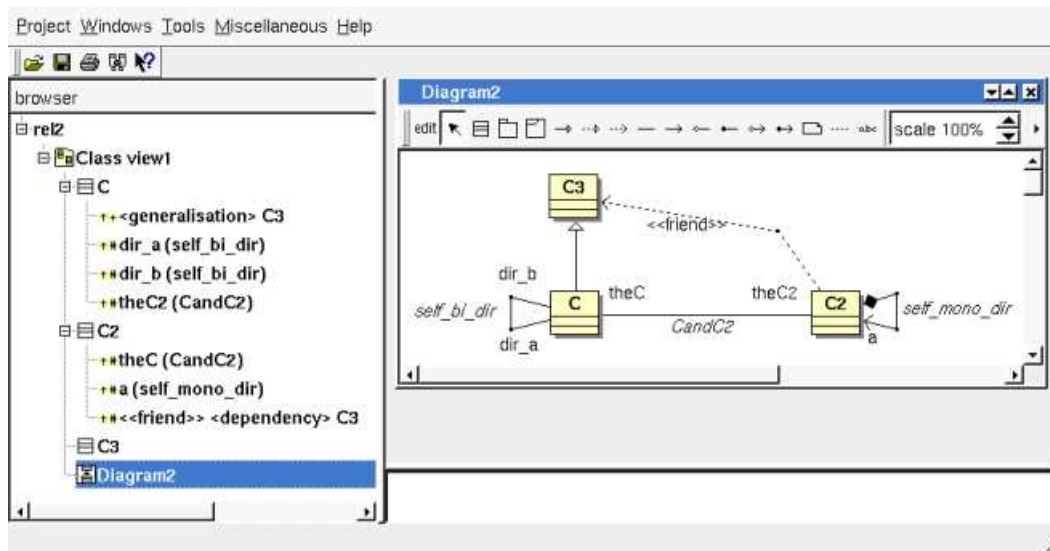 Project Windows Tools Miscellaneous Help
browser
rel2
Class view1
C
<generalisation> C3
dir_a (self_bi_dir)
dir_b (self_bi_dir)
theC2 (CandC2)
C2
theC (CandC2)
a (self_mono_dir)
<<friend>> <dependency> C3
C3
Diagram2
Diagram2
edit
abc
scale 100%
C3
<<friend>>
dir_b
self_bi_dir
dir_a
C
theC
CandC2
theC2
C2
self_mono_dir
a